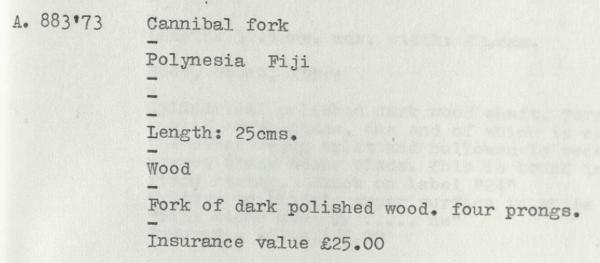 A. 883'73 Cannibal fork
–
Polynesia Fiji
–
–
–
Length: 25cms.
–
Wood
–
Fork of dark polished wood. four prongs.
–
Insurance value £25.00